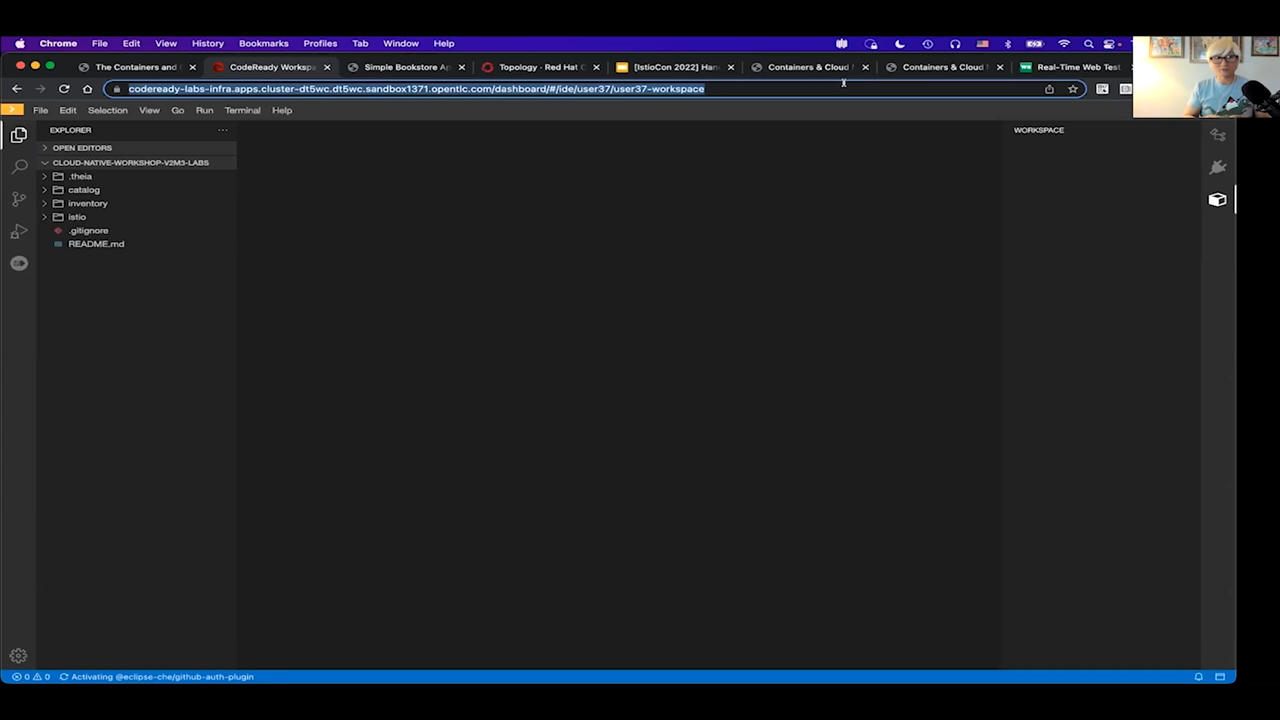 Chrome File Edit View History Bookmarks Profiles Tab Window Help
The Containers and CodeReady Workspa Simple Bookstore Ap Topology · Red Hat [IstioCon 2022] Han Containers & Cloud Containers & Cloud Real-Time Web Test
codeready-labs-infra.apps.cluster-dt5wc.dt5wc.sandbox1371.opentlc.com/dashboard/#/ide/user37/user37-workspace
File Edit Selection View Go Run Terminal Help
EXPLORER
WORKSPACE
OPEN EDITORS
CLOUD-NATIVE-WORKSHOP-V2M3-LABS
.theia
catalog
inventory
istio
.gitignore
README.md
0 0 Activating @eclipse-che/github-auth-plugin